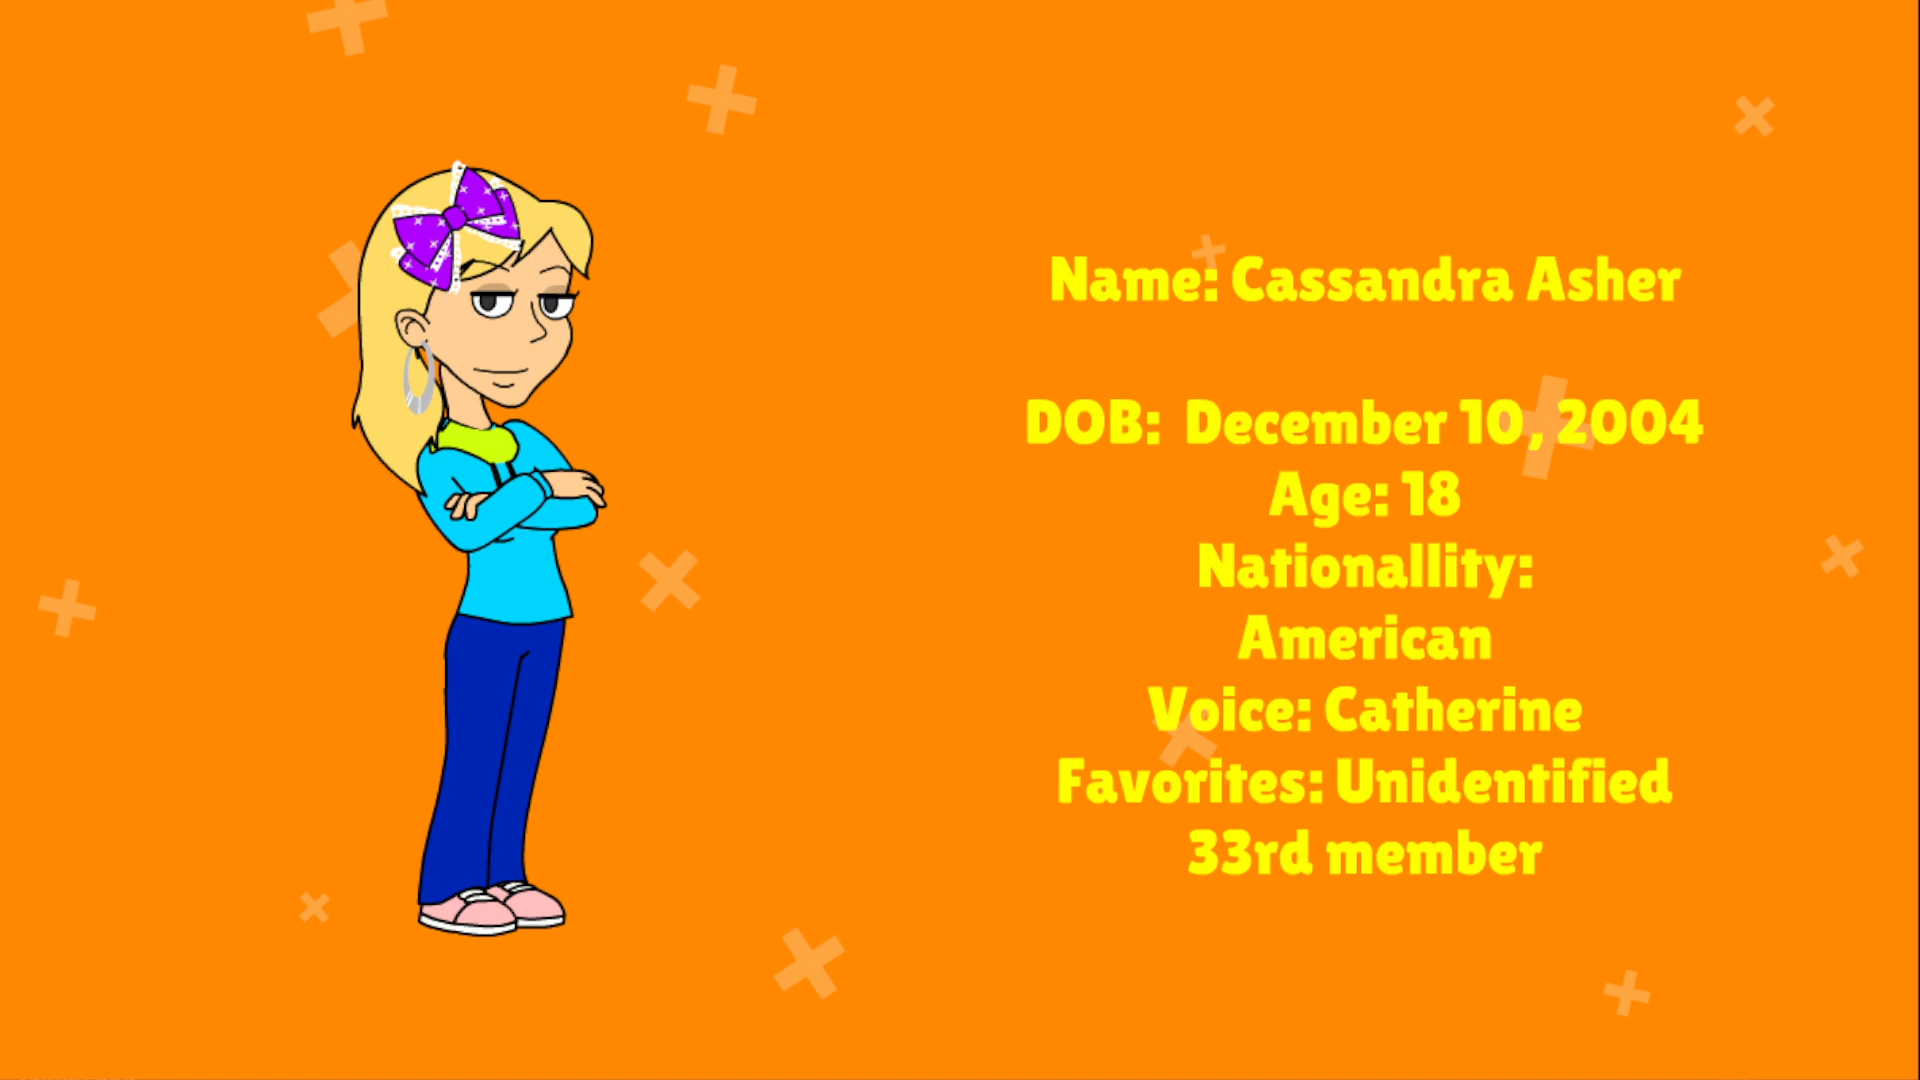 Name: Cassandra Asher
DOB: December 10, 2004
Age: 18
Nationallity:
American
Voice: Catherine
Favorites: Unidentified
33rd member